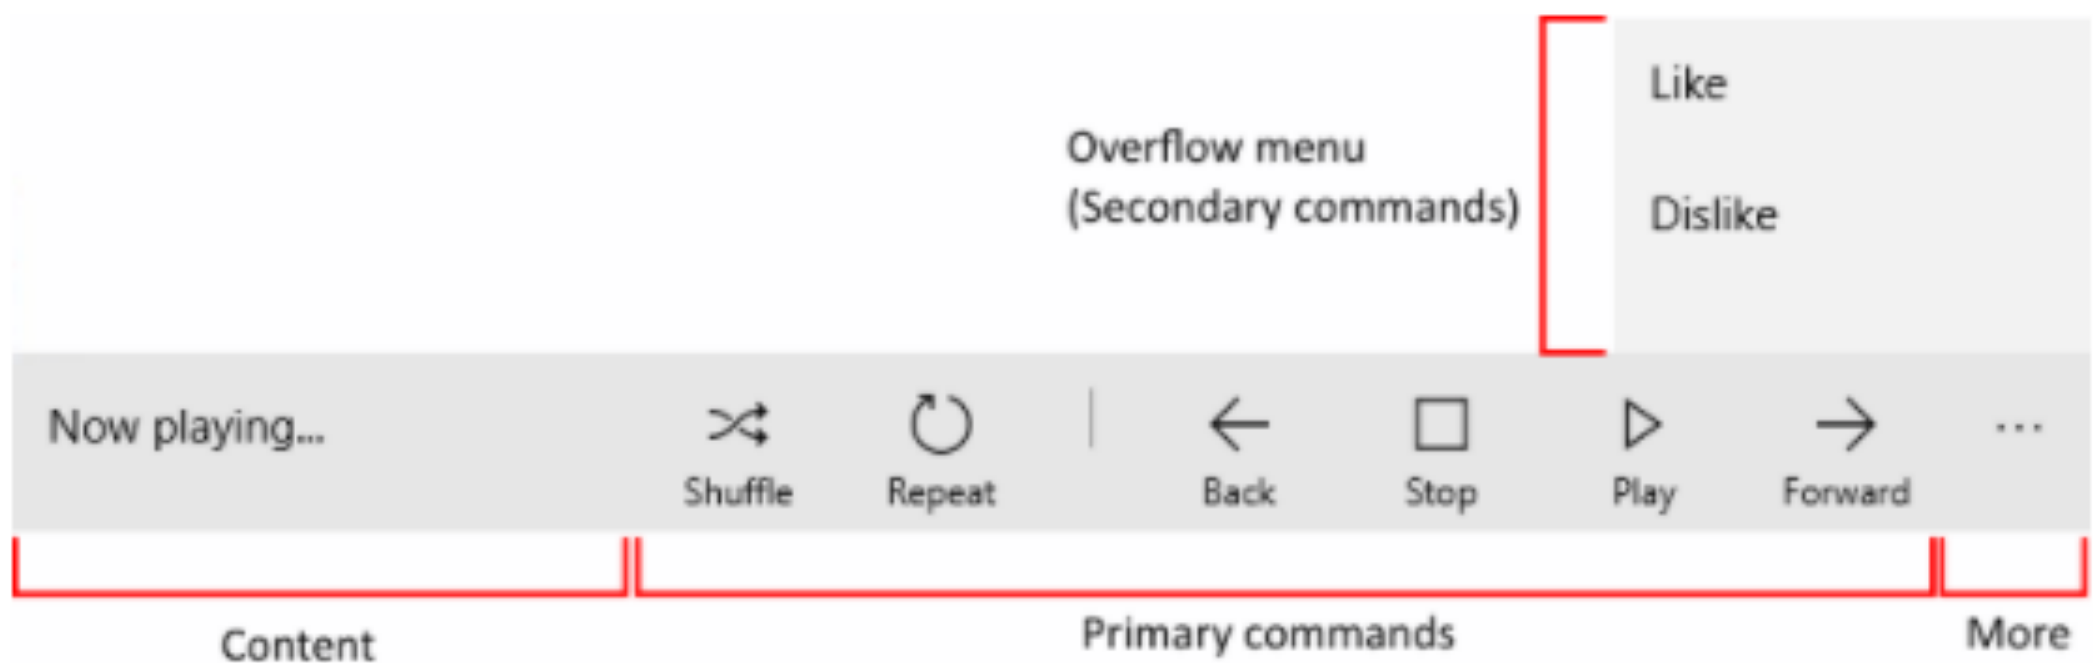 Like
Overflow menu
(Secondary commands)
Dislike
Now playing...
Shuffle
Repeat
Back
Stop
Play
Forward
...
Content
Primary commands
More